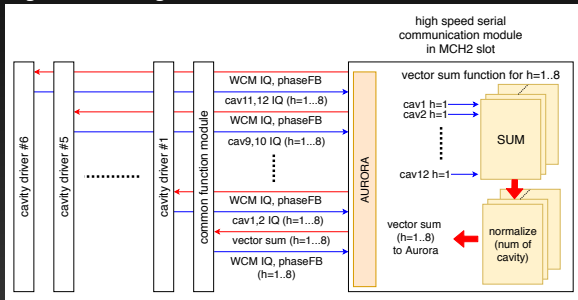 high speed serial
communication module
in MCH2 slot
cavity driver #6
cavity driver #5
cavity driver #1
common function module
WCM IQ, phaseFB
cav11,12 IQ (h=1...8)
WCM IQ, phaseFB
cav9,10 IQ (h=1...8)
WCM IQ, phaseFB
cav1,2 IQ (h=1...8)
vector sum (h=1...8)
WCM IQ, phaseFB
(h=1...8)
AURORA
vector sum function for h=1..8
cav1 h=1
cav2 h=1
cav12 h=1
SUM
vector sum
(h=1..8)
to Aurora
normalize
(num of
cavity)